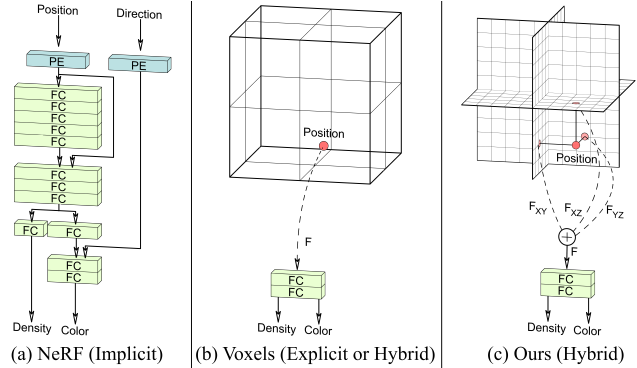 Position
Direction
PE
PE
FC
FC
FC
FC
FC
FC
FC
FC
FC
FC
FC
FC
Density
Color
(a) NeRF (Implicit)
Position
F
FC
FC
Density
Color
(b) Voxels (Explicit or Hybrid)
Position
FXY
FXZ
FYZ
F
FC
FC
Density
Color
(c) Ours (Hybrid)